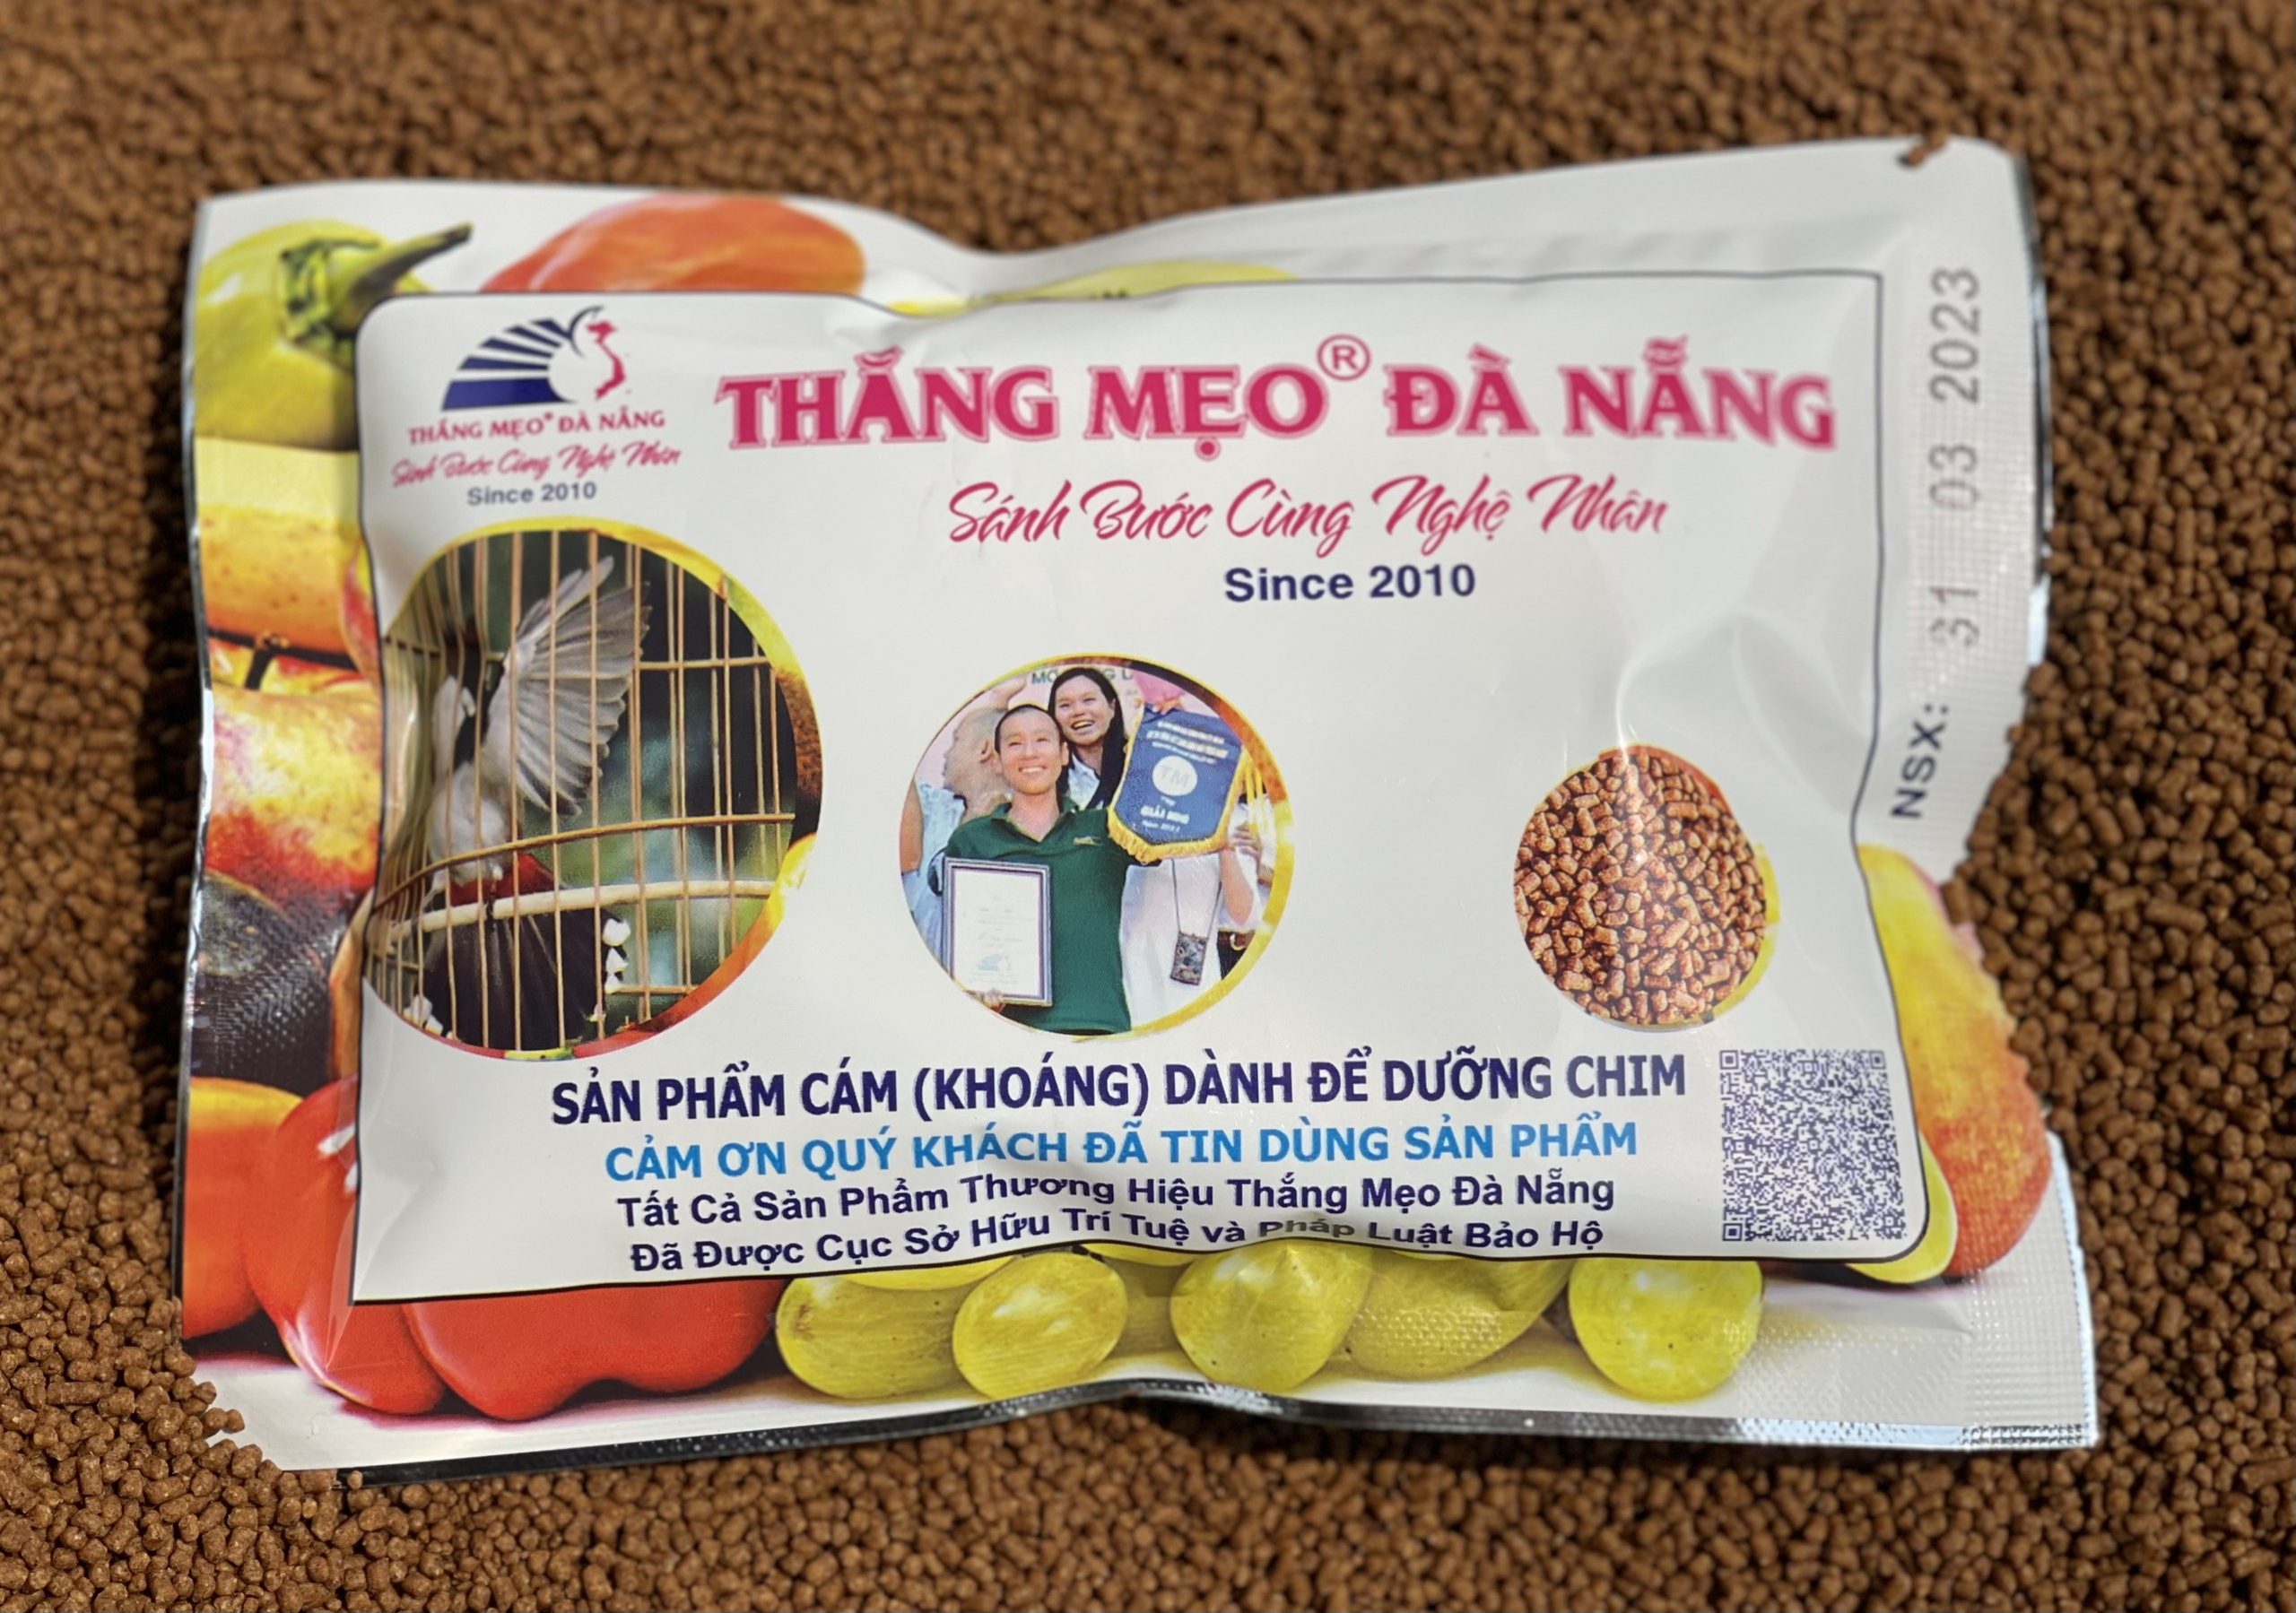 THẮNG MẸO® ĐÀ NẴNG
Sánh Bước Cùng Nghệ Nhân
Since 2010
THẮNG MẸO® ĐÀ NẴNG
Sánh Bước Cùng Nghệ Nhân
Since 2010
NSX: 31 03 2023
TM
GIẢI
SẢN PHẨM CÁM (KHOÁNG) DÀNH ĐỂ DƯỠNG CHIM
CẢM ƠN QUÝ KHÁCH ĐÃ TIN DÙNG SẢN PHẨM
Tất Cả Sản Phẩm Thương Hiệu Thắng Mẹo Đà Nẵng
Đã Được Cục Sở Hữu Trí Tuệ và Pháp Luật Bảo Hộ